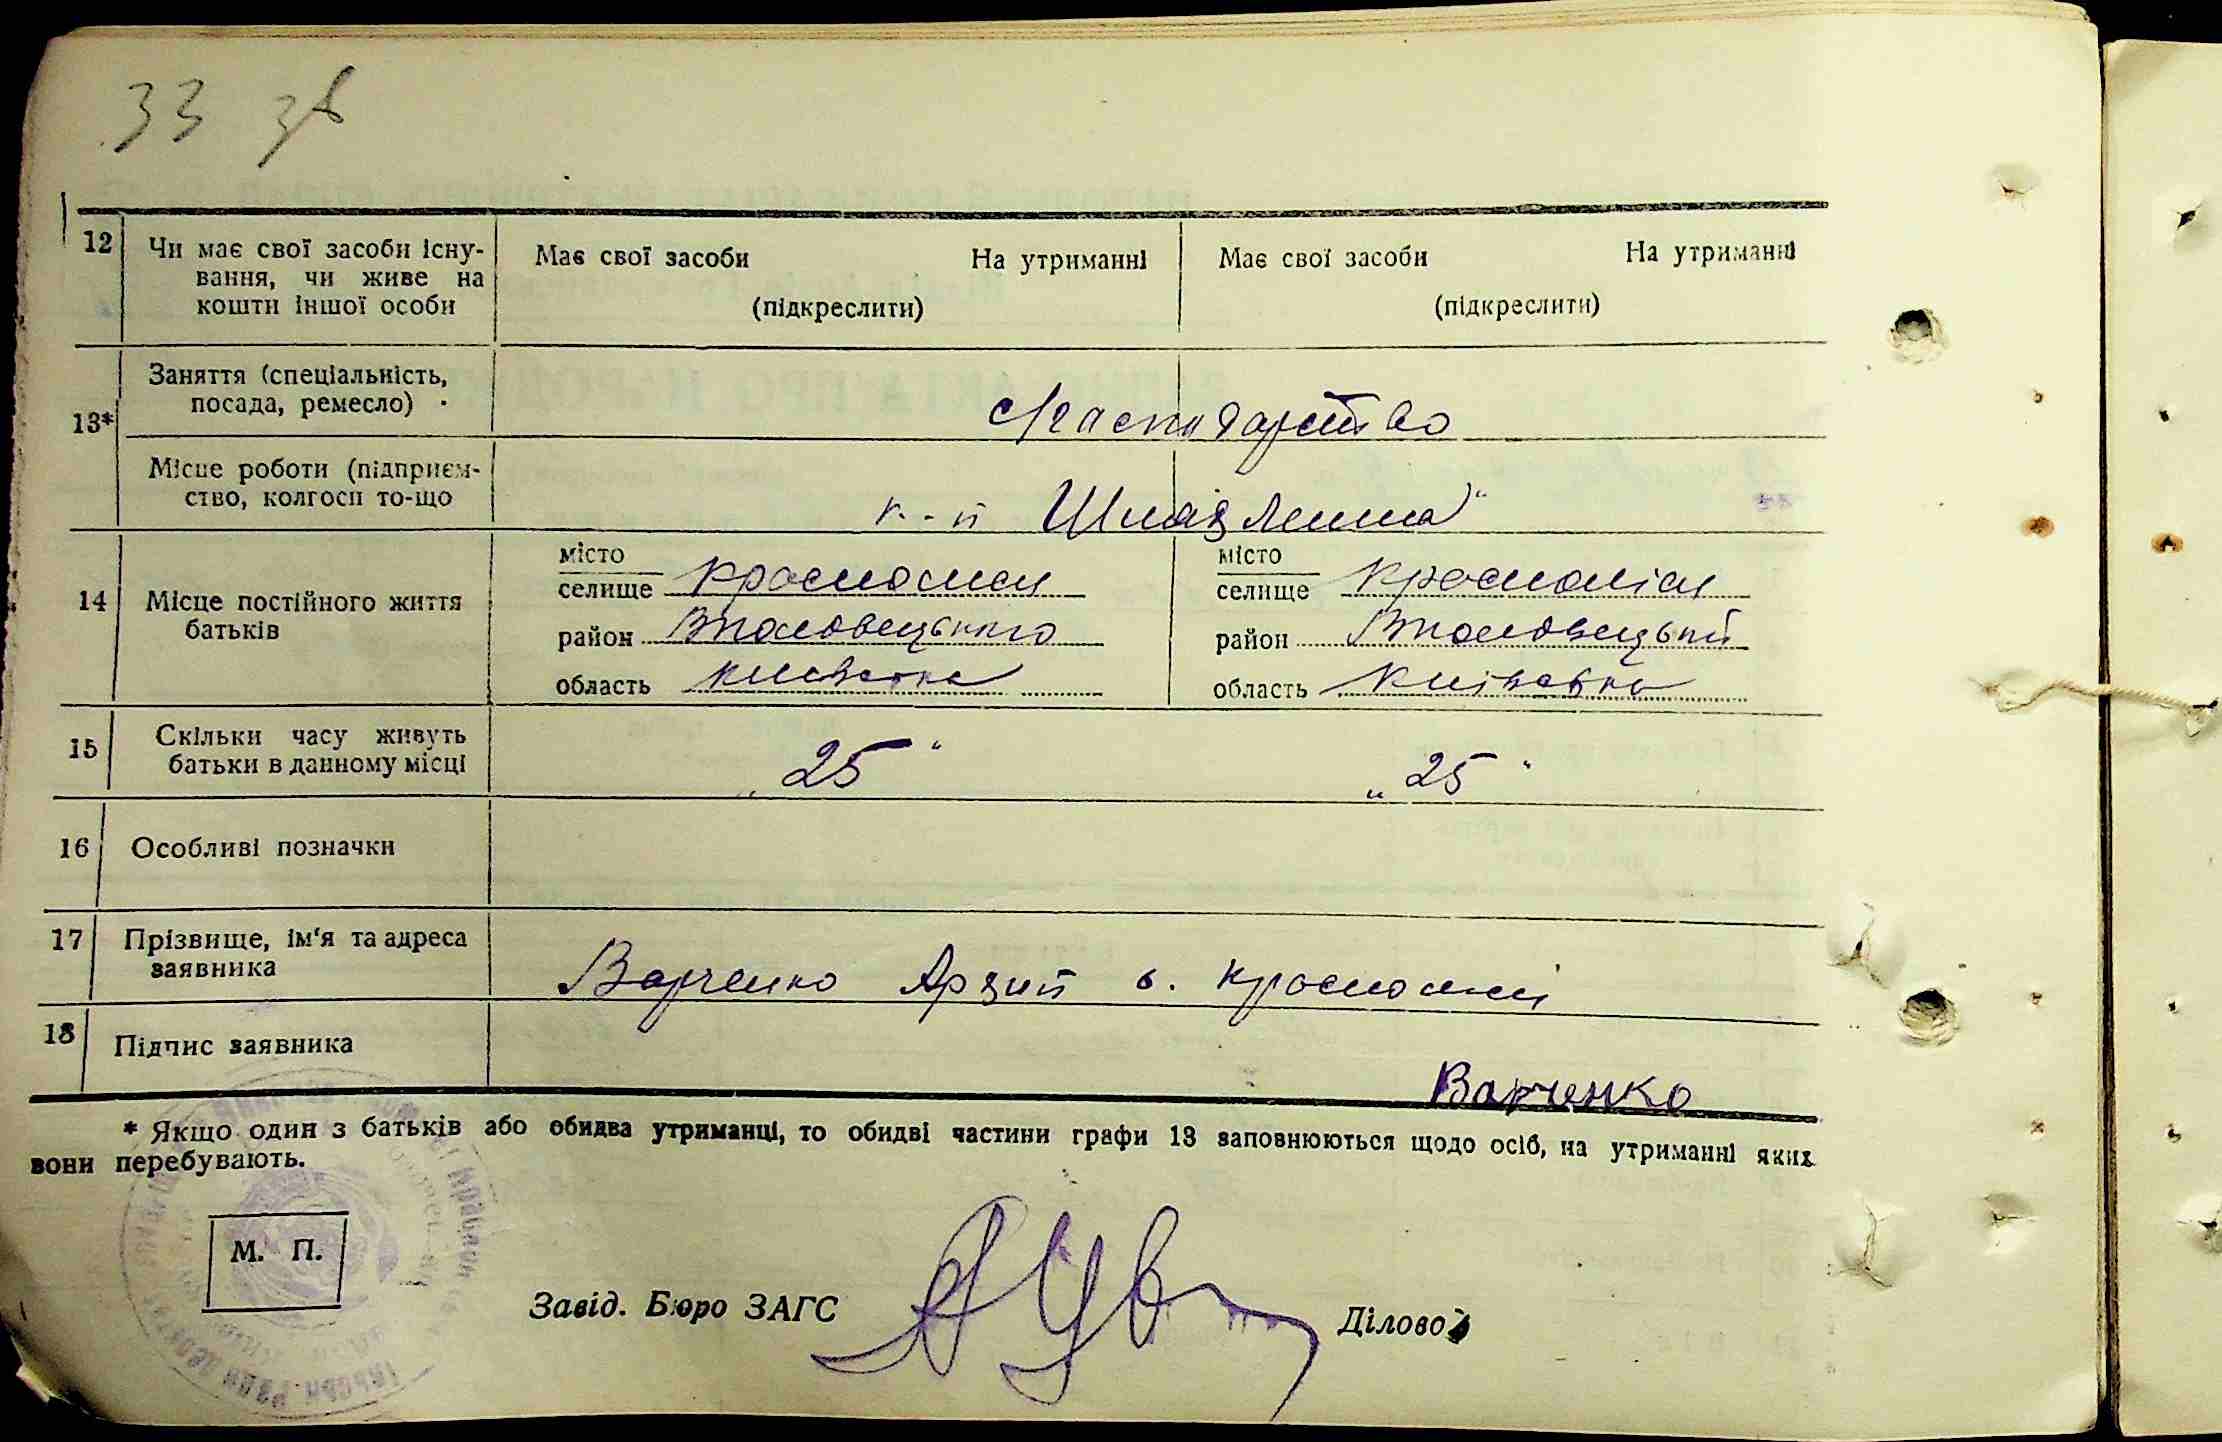 33 зв
12 Чи має свої засоби існу- Має свої засоби На утриманні Має свої засоби На утриманні
вання, чи живе на
кошти іншої особи (підкреслити) (підкреслити)
Заняття (спеціальність,
13* посада, ремесло) с/господарство
Місце роботи (підприєм-
ство, колгосп то-що к-п Шлях Леніна"
місто місто
селище селище
14 Місце постійного життя
батьків район район
область Київська область Київська
15 Скільки часу живуть
батьки в данному місці „25" „25"
16 Особливі позначки
17 Прізвище, ім'я та адреса
заявника Варченко с.
18 Підпис заявника
Варченко
* Якщо один з батьків або обидва утриманці, то обидві частини графи 13 заповнюються щодо осіб, на утриманні яких
вони перебувають.
М. П.
Завід. Бюро ЗАГС Діловод